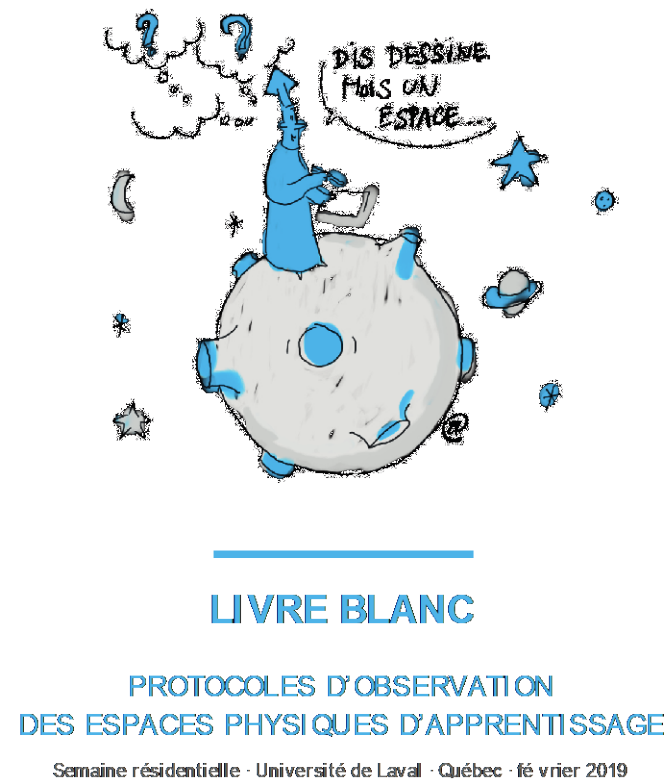 ? ?
DIS DESSINE
MOIS UN
ESPACE...
@
LIVRE BLANC
PROTOCOLES D'OBSERVATION
DES ESPACES PHYSIQUES D'APPRENTISSAGE
Semaine résidentielle · Université de Laval · Québec · février 2019